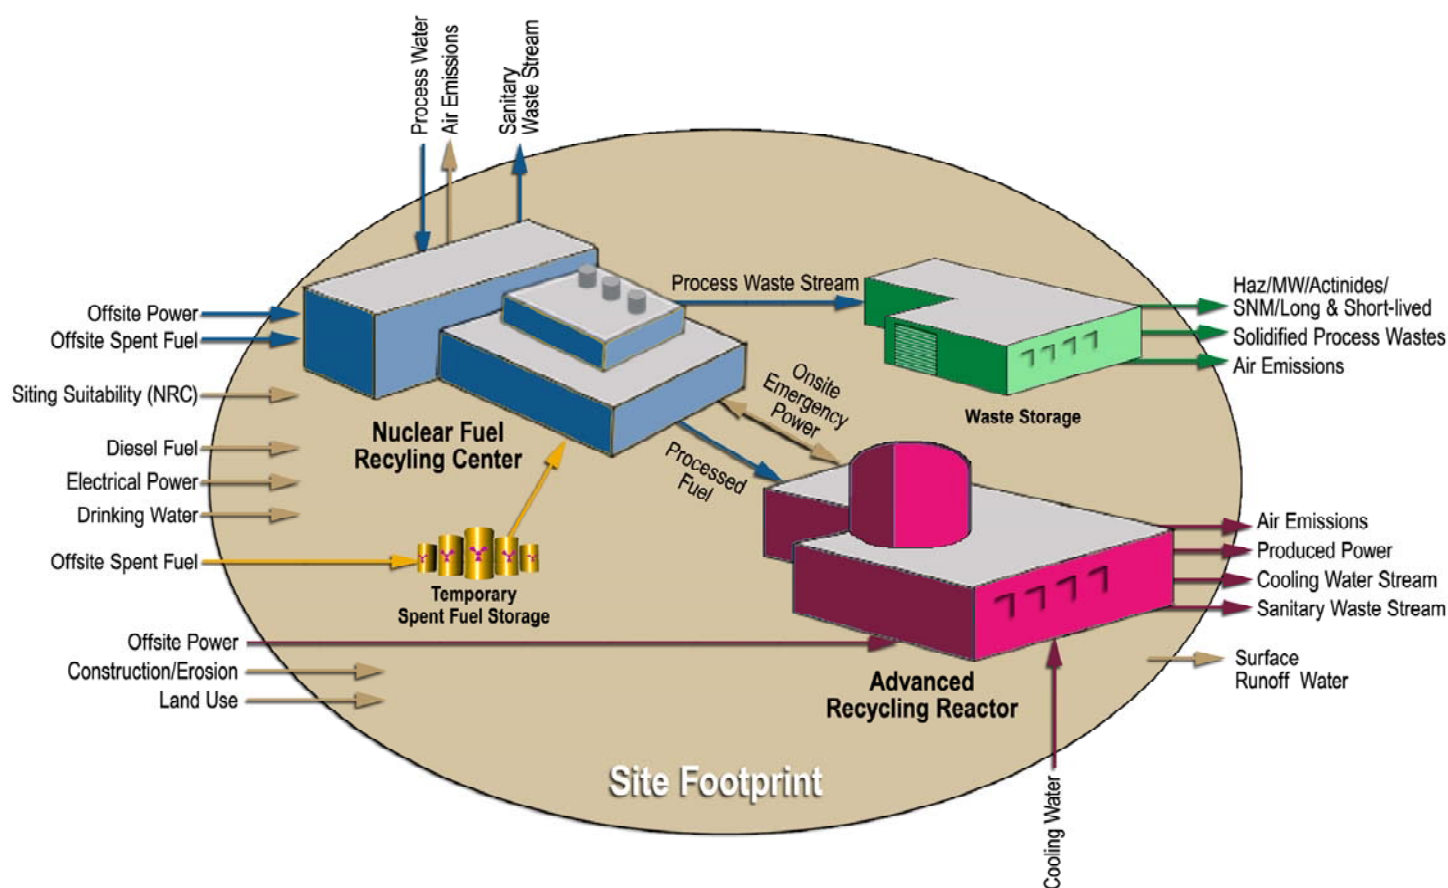 Process Water
Air Emissions
Sanitary
Waste Stream
Offsite Power
Offsite Spent Fuel
Siting Suitability (NRC)
Diesel Fuel
Electrical Power
Drinking Water
Offsite Spent Fuel
Offsite Power
Construction/Erosion
Land Use
Nuclear Fuel
Recyling Center
Temporary
Spent Fuel Storage
Process Waste Stream
Onsite
Emergency
Power
Processed
Fuel
Waste Storage
Haz/MW/Actinides/
SNM/Long & Short-lived
Solidified Process Wastes
Air Emissions
Advanced
Recycling Reactor
Air Emissions
Produced Power
Cooling Water Stream
Sanitary Waste Stream
Surface
Runoff Water
Cooling Water
Site Footprint